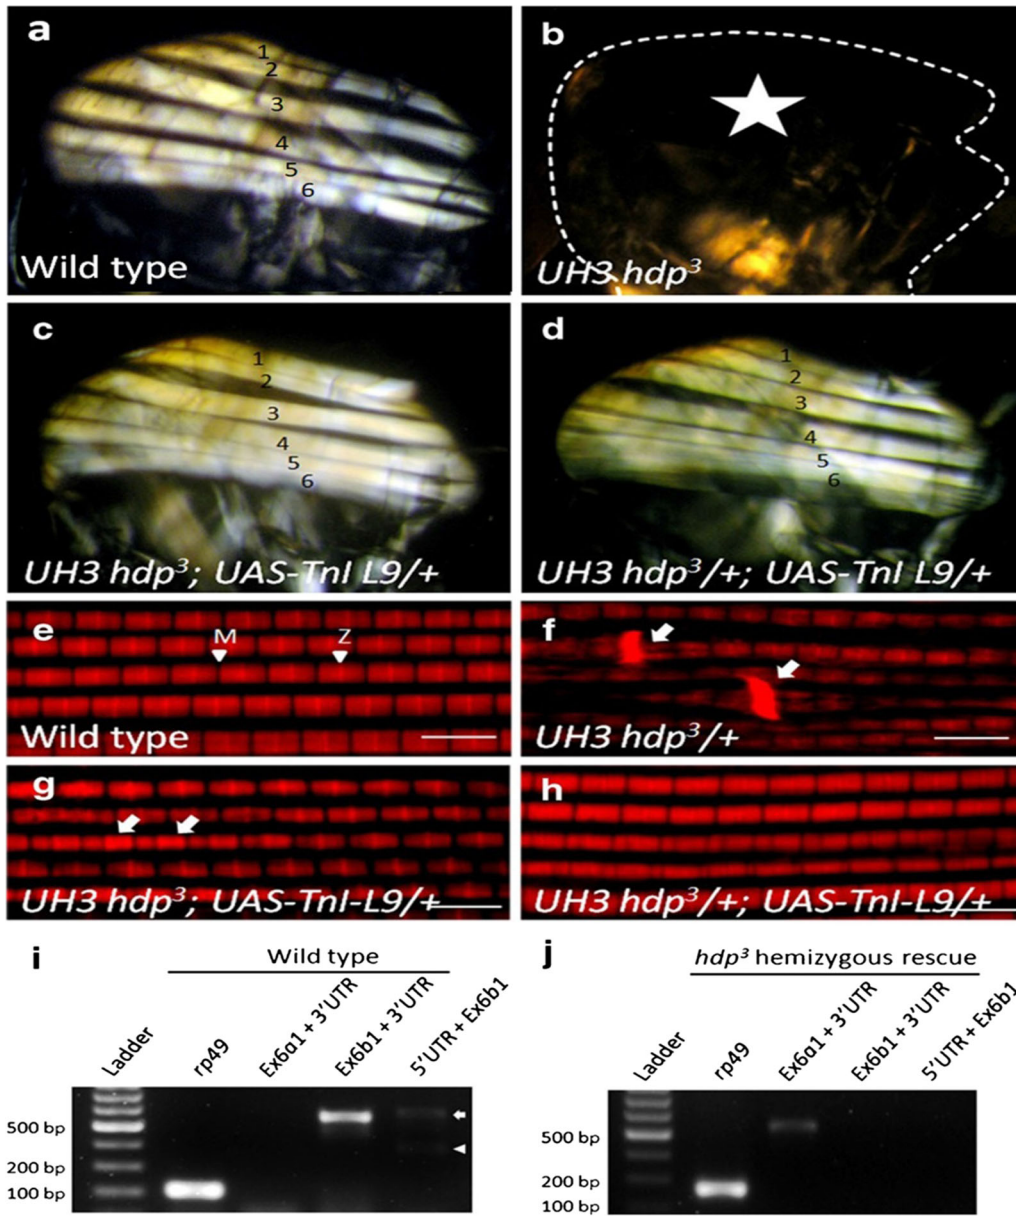 a
1
2
3
4
5
6
Wild type
b
UH3 hdp³
c
1
2
3
4
5
6
UH3 hdp³; UAS-TnI L9/+
d
1
2
3
4
5
6
UH3 hdp³/+; UAS-TnI L9/+
e
M Z
Wild type
f
UH3 hdp³/+
g
UH3 hdp³; UAS-TnI-L9/+
h
UH3 hdp³/+; UAS-TnI-L9/+
i
Wild type
Ladder
rp49
Ex6a1 + 3'UTR
Ex6b1 + 3'UTR
5'UTR + Ex6b1
500 bp
200 bp
100 bp
j
hdp³ hemizygous rescue
Ladder
rp49
Ex6a1 + 3'UTR
Ex6b1 + 3'UTR
5'UTR + Ex6b1
500 bp
200 bp
100 bp